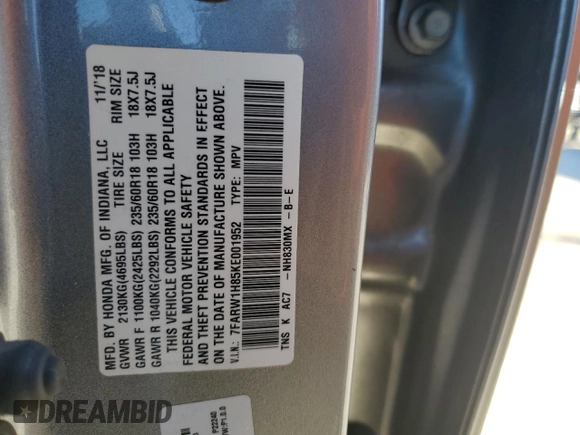 MFD. BY HONDA MFG. OF INDIANA, LLC 11/'18
GVWR 2130KG(4695LBS) TIRE SIZE RIM SIZE
GAWR F 1100KG(2425LBS) 235/60R18 103H 18X7.5J
GAWR R 1040KG(2292LBS) 235/60R18 103H 18X7.5J
THIS VEHICLE CONFORMS TO ALL APPLICABLE
FEDERAL MOTOR VEHICLE SAFETY
AND THEFT PREVENTION STANDARDS IN EFFECT
ON THE DATE OF MANUFACTURE SHOWN ABOVE.
V.I.N.: 7FARW1H85KE001952 TYPE: MPV
TNS K AC7 -NH830MX -B-E
P22240
DREAMBID